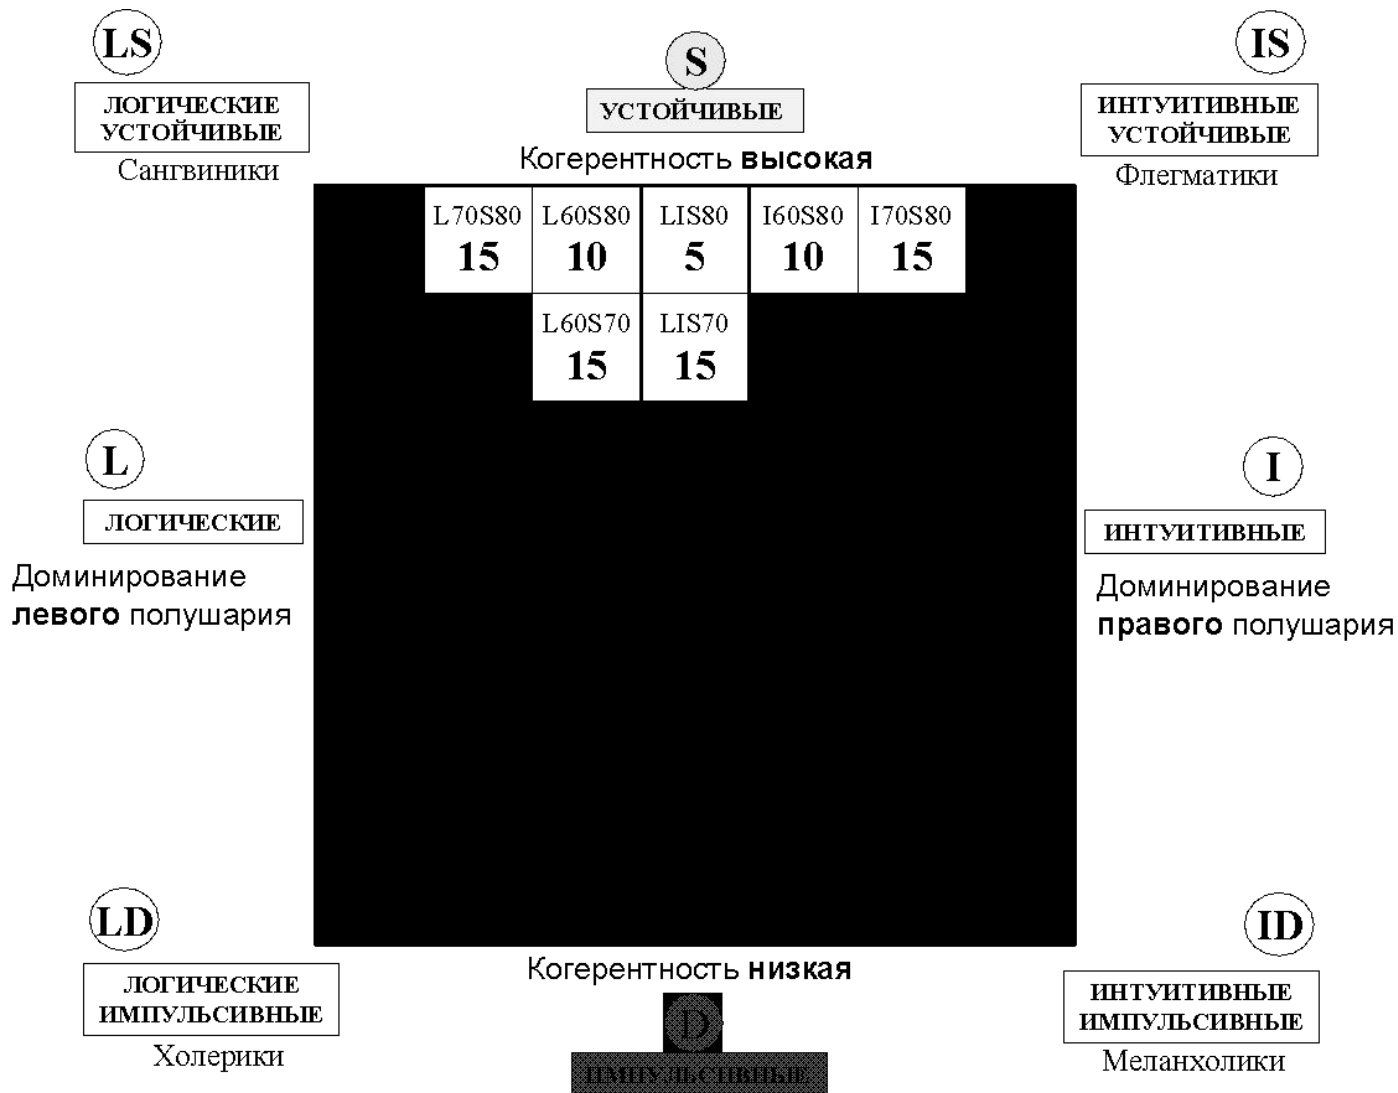 LS
ЛОГИЧЕСКИЕ
УСТОЙЧИВЫЕ
Сангвиники
S
УСТОЙЧИВЫЕ
Когерентность высокая
IS
ИНТУИТИВНЫЕ
УСТОЙЧИВЫЕ
Флегматики
L70S80 L60S80 LIS80 I60S80 I70S80
15 10 5 10 15
L60S70 LIS70
15 15
L
ЛОГИЧЕСКИЕ
Доминирование
левого полушария
I
ИНТУИТИВНЫЕ
Доминирование
правого полушария
LD
ЛОГИЧЕСКИЕ
ИМПУЛЬСИВНЫЕ
Холерики
Когерентность низкая
D
ИМПУЛЬСИВНЫЕ
ID
ИНТУИТИВНЫЕ
ИМПУЛЬСИВНЫЕ
Меланхолики